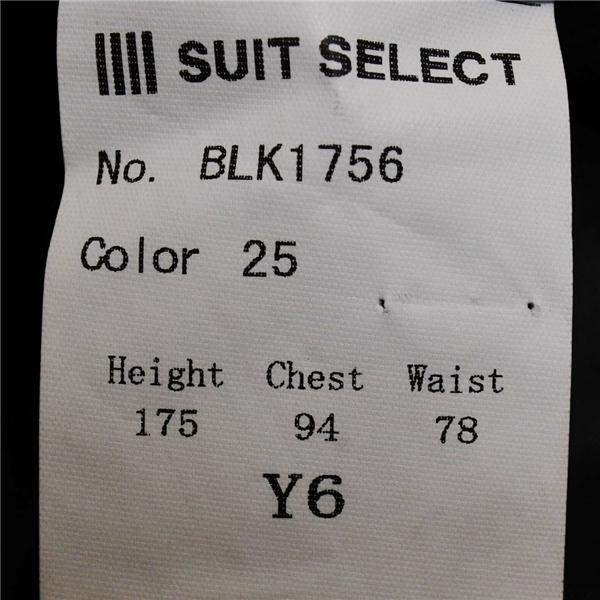 SUIT SELECT
No. BLK1756
Color 25
Height Chest Waist
175 94 78
Y6